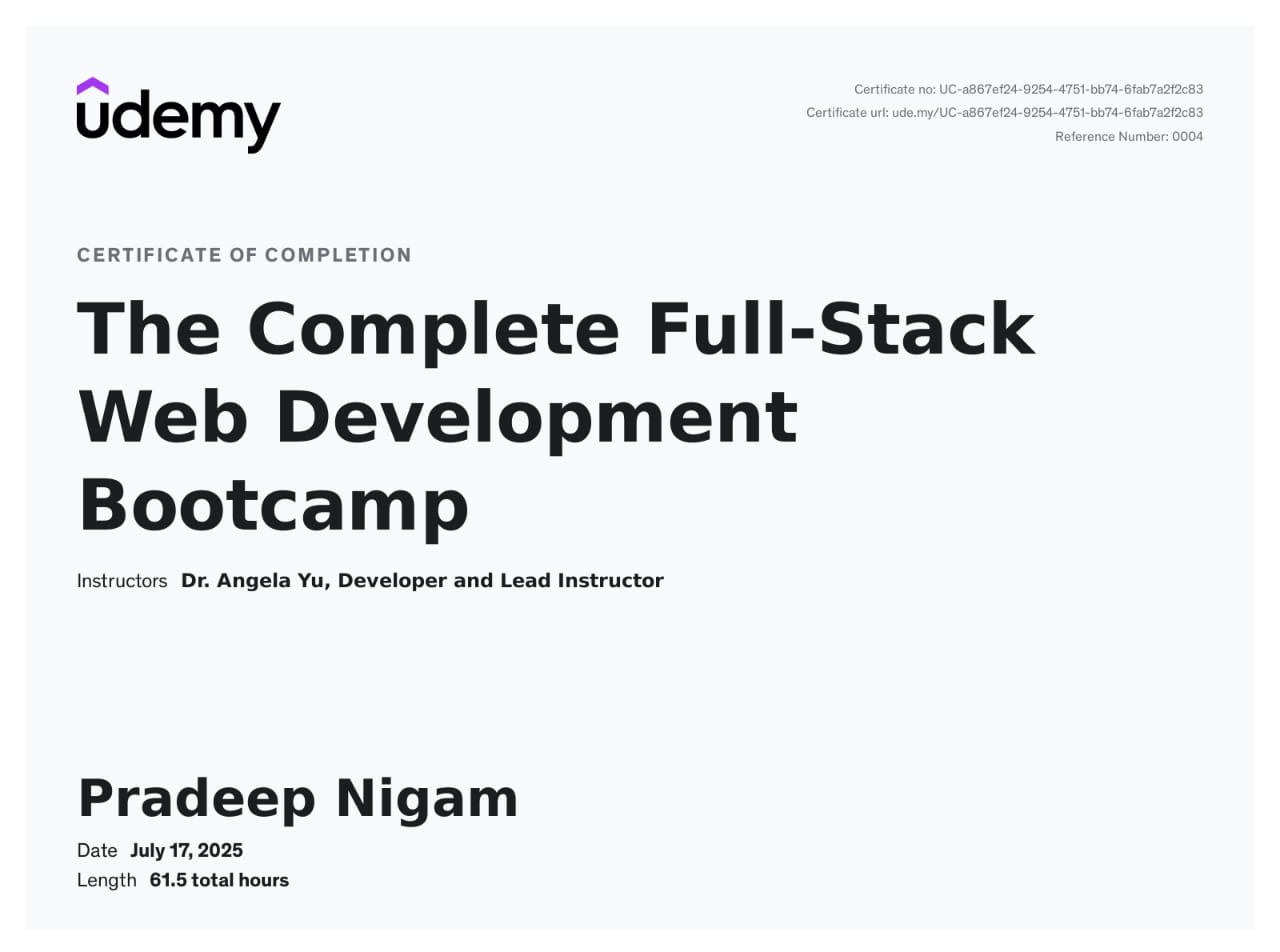 udemy
Certificate no: UC-a867ef24-9254-4751-bb74-6fab7a2f2c83
Certificate url: ude.my/UC-a867ef24-9254-4751-bb74-6fab7a2f2c83
Reference Number: 0004
CERTIFICATE OF COMPLETION
The Complete Full-Stack
Web Development
Bootcamp
Instructors Dr. Angela Yu, Developer and Lead Instructor
Pradeep Nigam
Date July 17, 2025
Length 61.5 total hours